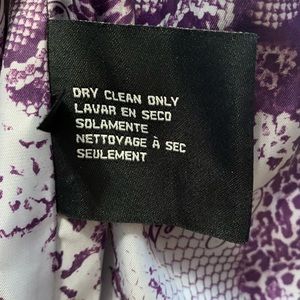 DRY CLEAN ONLY
LAVAR EN SECO
SOLAMENTE
NETTOYAGE À SEC
SEULEMENT